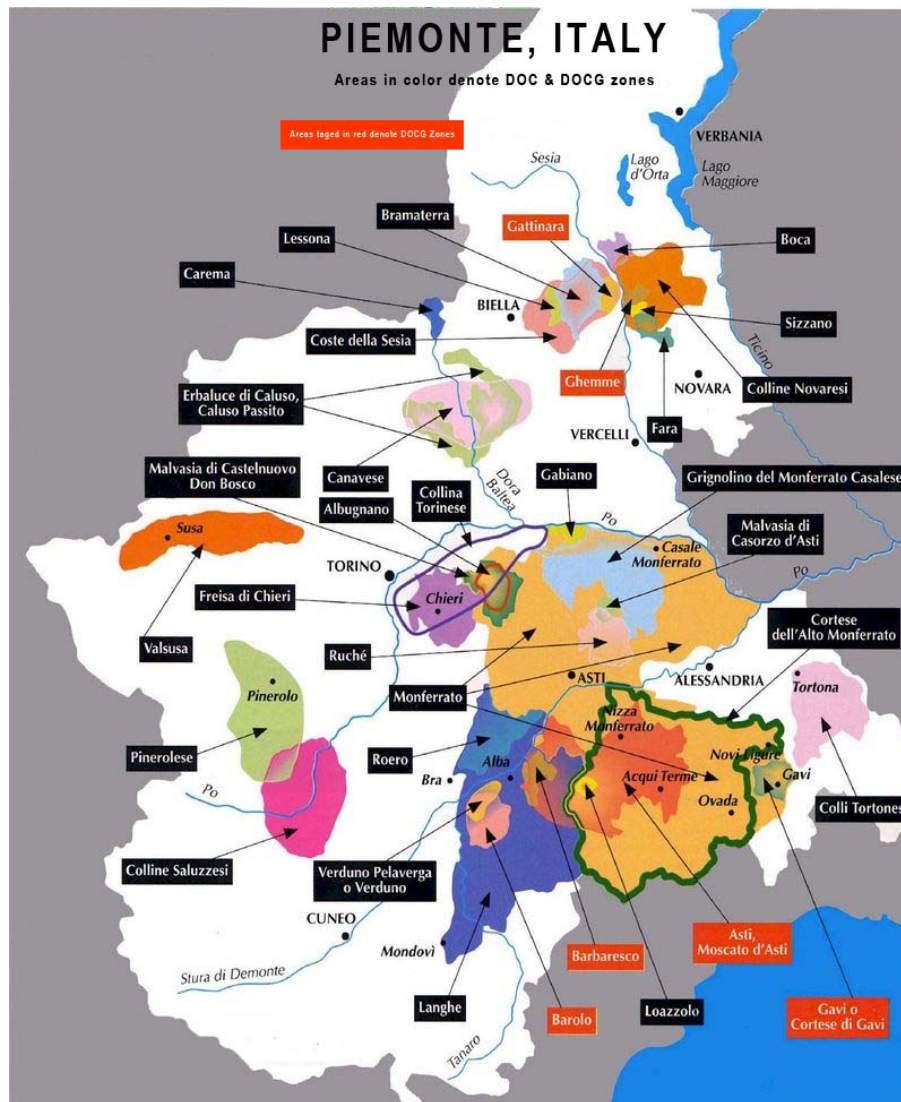 PIEMONTE, ITALY
Areas in color denote DOC & DOCG zones
Areas taged in red denote DOCG Zones
VERBANIA
Sesia
Lago
d'Orta
Lago
Maggiore
Bramaterra
Gattinara
Boca
Lessona
Carema
BIELLA
Sizzano
Coste della Sesia
Ticino
Ghemme
NOVARA
Colline Novaresi
Erbaluce di Caluso,
Caluso Passito
Fara
VERCELLI
Malvasia di Castelnuovo
Don Bosco
Canavese
Dora
Baltea
Gabiano
Grignolino del Monferrato Casalese
Albugnano
Collina
Torinese
Po
Malvasia di
Casorzo d'Asti
Susa
Casale
Monferrato
TORINO
Po
Freisa di Chieri
Chieri
Cortese
dell'Alto Monferrato
Valsusa
Ruché
ASTI
ALESSANDRIA
Pinerolo
Monferrato
Tortona
Nizza
Monferrato
Pinerolese
Roero
Novi Ligure
Alba
Bra
Acqui Terme
Gavi
Po
Ovada
Colli Tortones
Colline Saluzzesi
Verduno Pelaverga
o Verduno
CUNEO
Mondovì
Barbaresco
Asti,
Moscato d'Asti
Stura di Demonte
Langhe
Barolo
Loazzolo
Gavi o
Cortese di Gavi
Tanaro